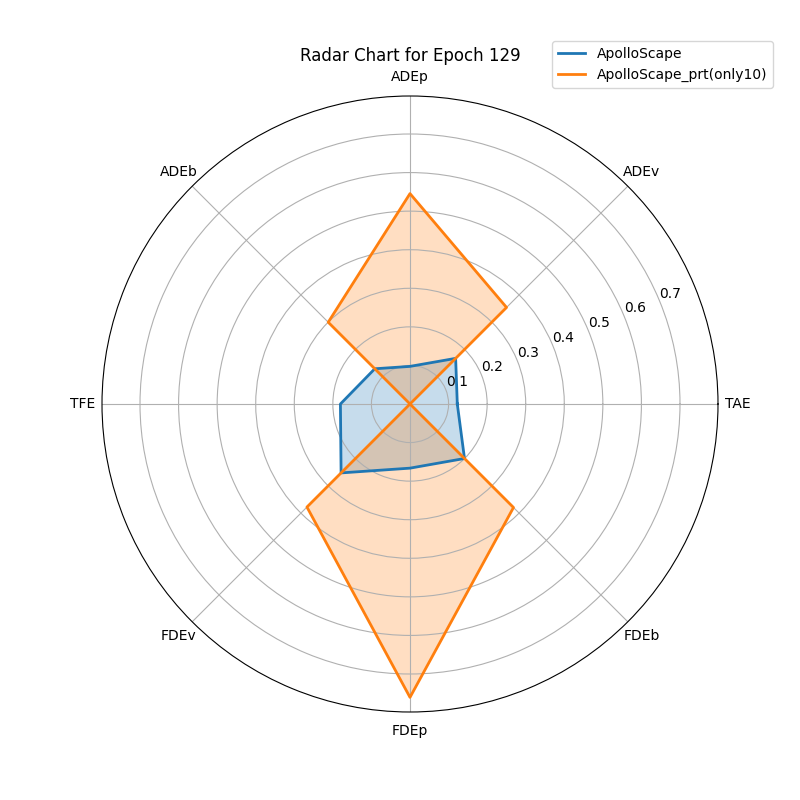 Radar Chart for Epoch 129
ApolloScape
ApolloScape_prt(only10)
ADEp
ADEb
ADEv
0.7
0.6
0.5
0.4
0.3
0.2
0.1
TFE
TAE
FDEv
FDEb
FDEp